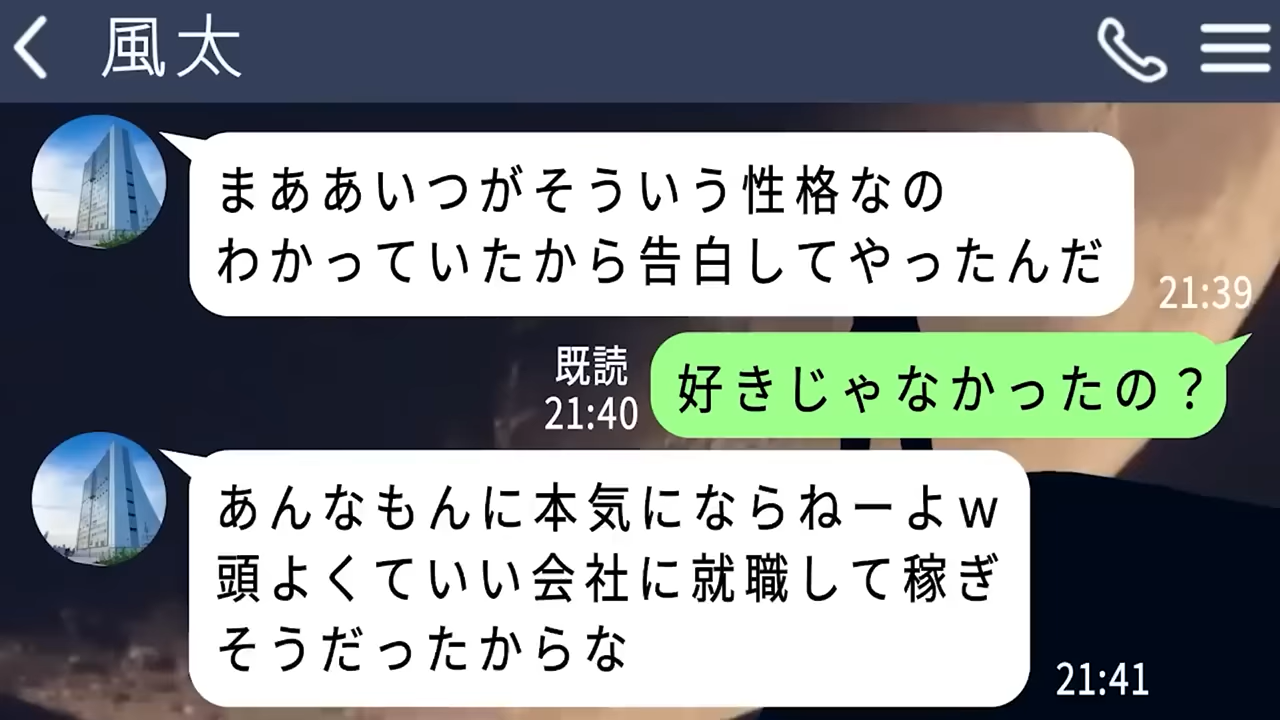 風太
まああいつがそういう性格なの
わかっていたから告白してやったんだ
21:39
既読
21:40
好きじゃなかったの？
あんなもんに本気にならねーよｗ
頭よくていい会社に就職して稼ぎ
そうだったからな
21:41